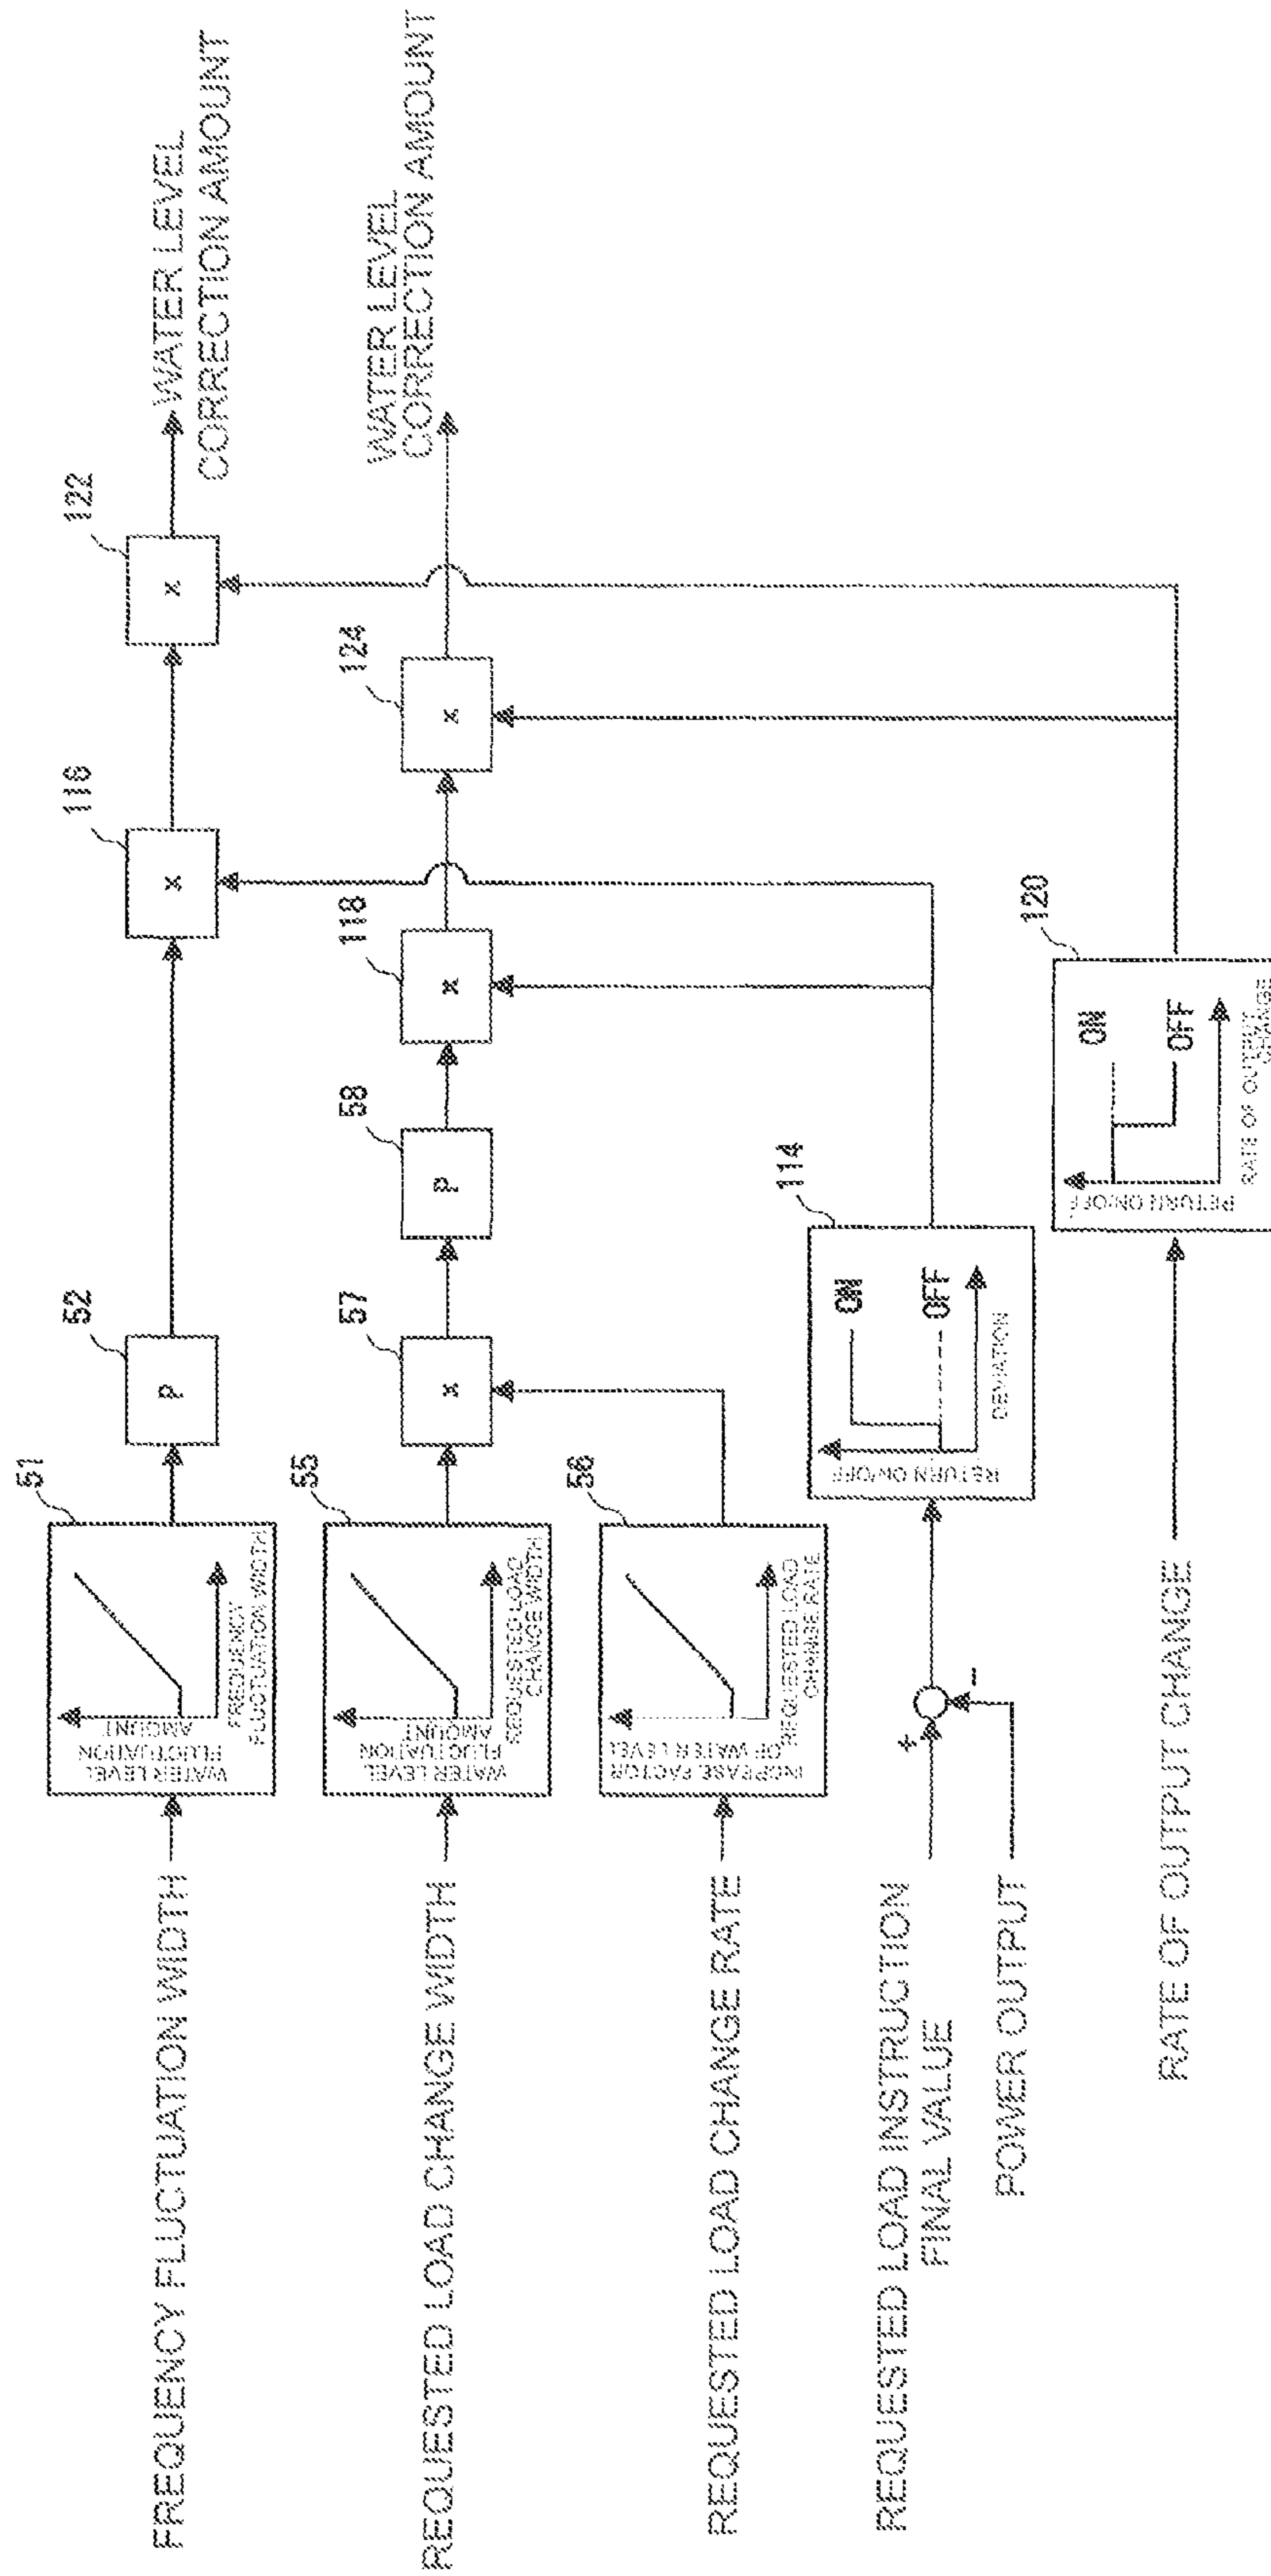 FREQUENCY FLUCTUATION WIDTH
51
WATER LEVEL
FLUCTUATION
AMOUNT
FREQUENCY
FLUCTUATION WIDTH
52
P
116
x
122
x
WATER LEVEL
CORRECTION AMOUNT
REQUESTED LOAD CHANGE WIDTH
55
WATER LEVEL
FLUCTUATION
AMOUNT
REQUESTED LOAD
CHANGE WIDTH
57
x
58
P
118
x
124
x
WATER LEVEL
CORRECTION AMOUNT
REQUESTED LOAD CHANGE RATE
56
INCREASE FACTOR
OF WATER LEVEL
REQUESTED LOAD
CHANGE RATE
REQUESTED LOAD INSTRUCTION
FINAL VALUE
+
-
POWER OUTPUT
114
RETURN ON/OFF
ON
OFF
DEVIATION
RATE OF OUTPUT CHANGE
120
RETURN ON/OFF
ON
OFF
RATE OF OUTPUT
CHANGE